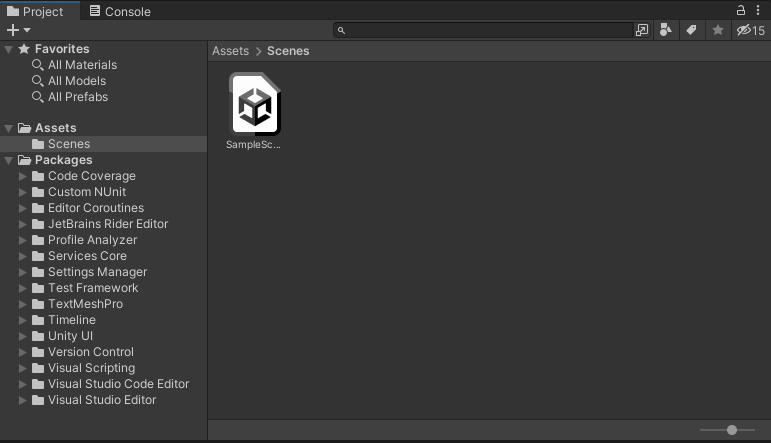 Project
Console
15
Favorites
All Materials
All Models
All Prefabs
Assets
Scenes
Packages
Code Coverage
Custom NUnit
Editor Coroutines
JetBrains Rider Editor
Profile Analyzer
Services Core
Settings Manager
Test Framework
TextMeshPro
Timeline
Unity UI
Version Control
Visual Scripting
Visual Studio Code Editor
Visual Studio Editor
Assets > Scenes
SampleSc...